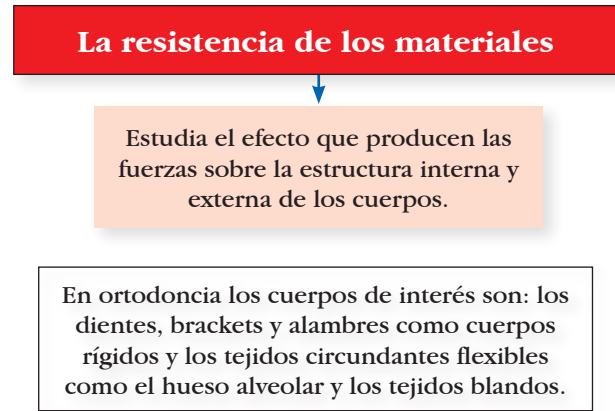 La resistencia de los materiales
Estudia el efecto que producen las
fuerzas sobre la estructura interna y
externa de los cuerpos.
En ortodoncia los cuerpos de interés son: los
dientes, brackets y alambres como cuerpos
rígidos y los tejidos circundantes flexibles
como el hueso alveolar y los tejidos blandos.